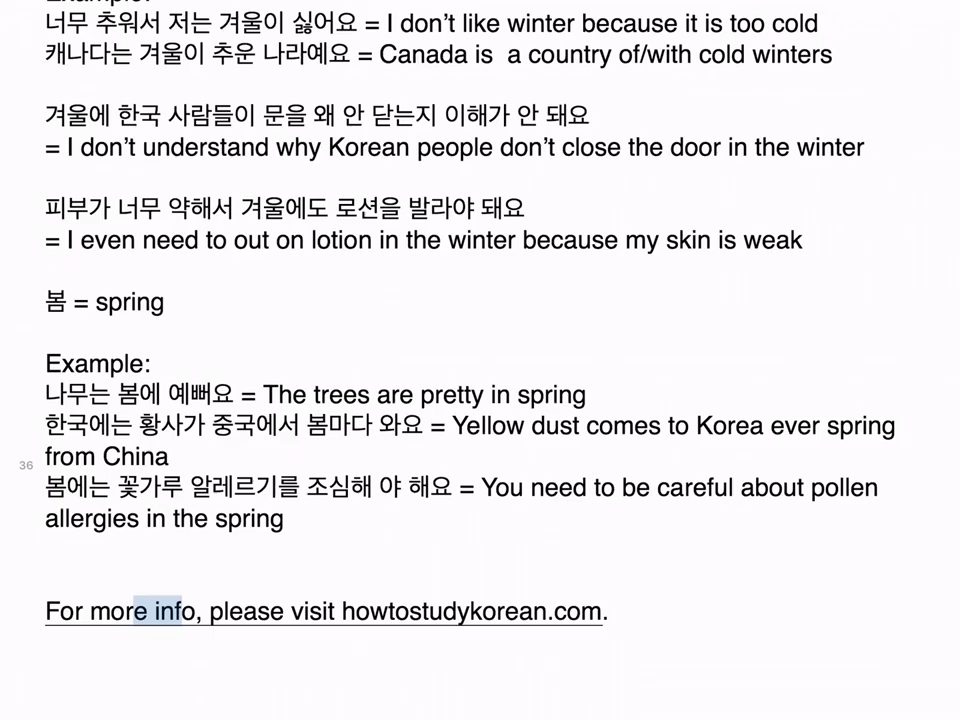 너무 추워서 저는 겨울이 싫어요 = I don’t like winter because it is too cold
캐나다는 겨울이 추운 나라예요 = Canada is  a country of/with cold winters
겨울에 한국 사람들이 문을 왜 안 닫는지 이해가 안 돼요
= I don’t understand why Korean people don’t close the door in the winter
피부가 너무 약해서 겨울에도 로션을 발라야 돼요
= I even need to out on lotion in the winter because my skin is weak
봄 = spring
Example:
나무는 봄에 예뻐요 = The trees are pretty in spring
한국에는 황사가 중국에서 봄마다 와요 = Yellow dust comes to Korea ever spring
36 from China
봄에는 꽃가루 알레르기를 조심해 야 해요 = You need to be careful about pollen
allergies in the spring
For more info, please visit howtostudykorean.com.